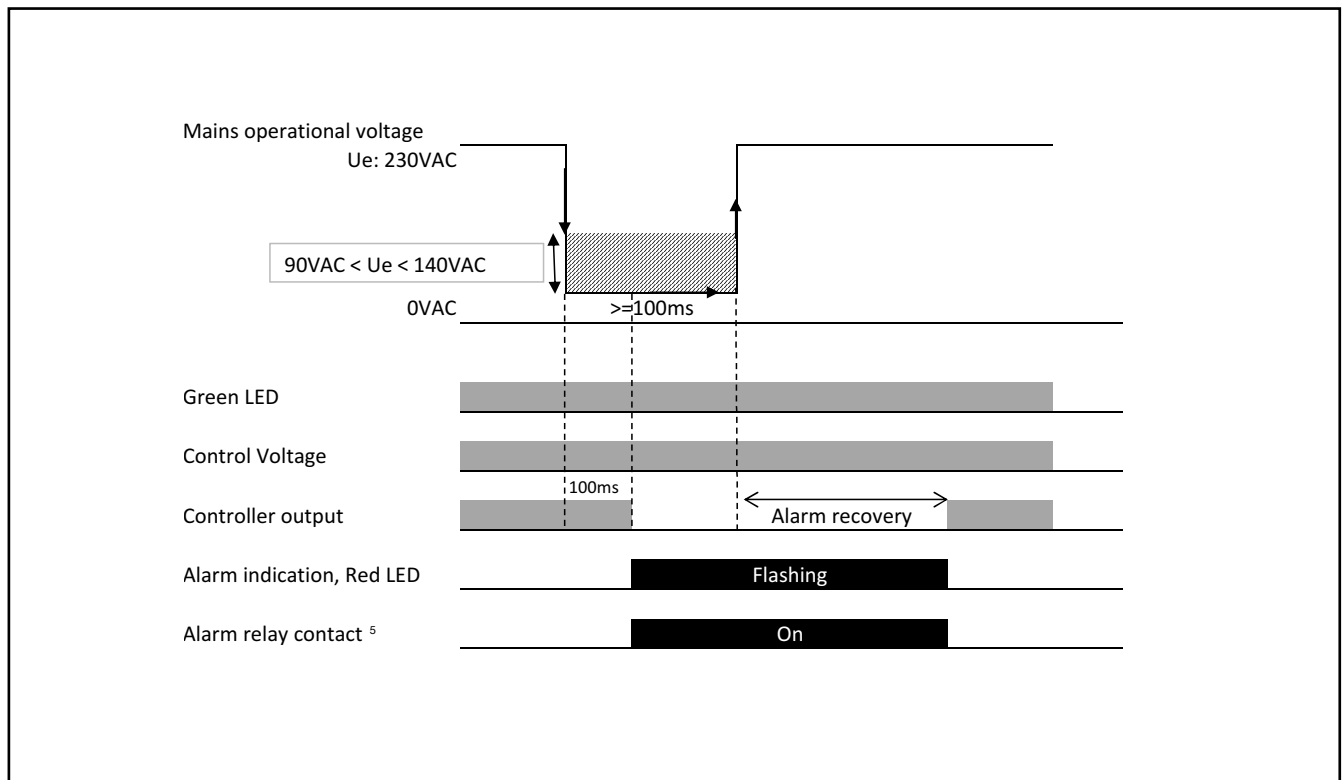 Mains operational voltage
Ue: 230VAC
90VAC < Ue < 140VAC
0VAC
>=100ms
Green LED
Control Voltage
100ms
Controller output
Alarm recovery
Alarm indication, Red LED
Flashing
Alarm relay contact ⁵
On